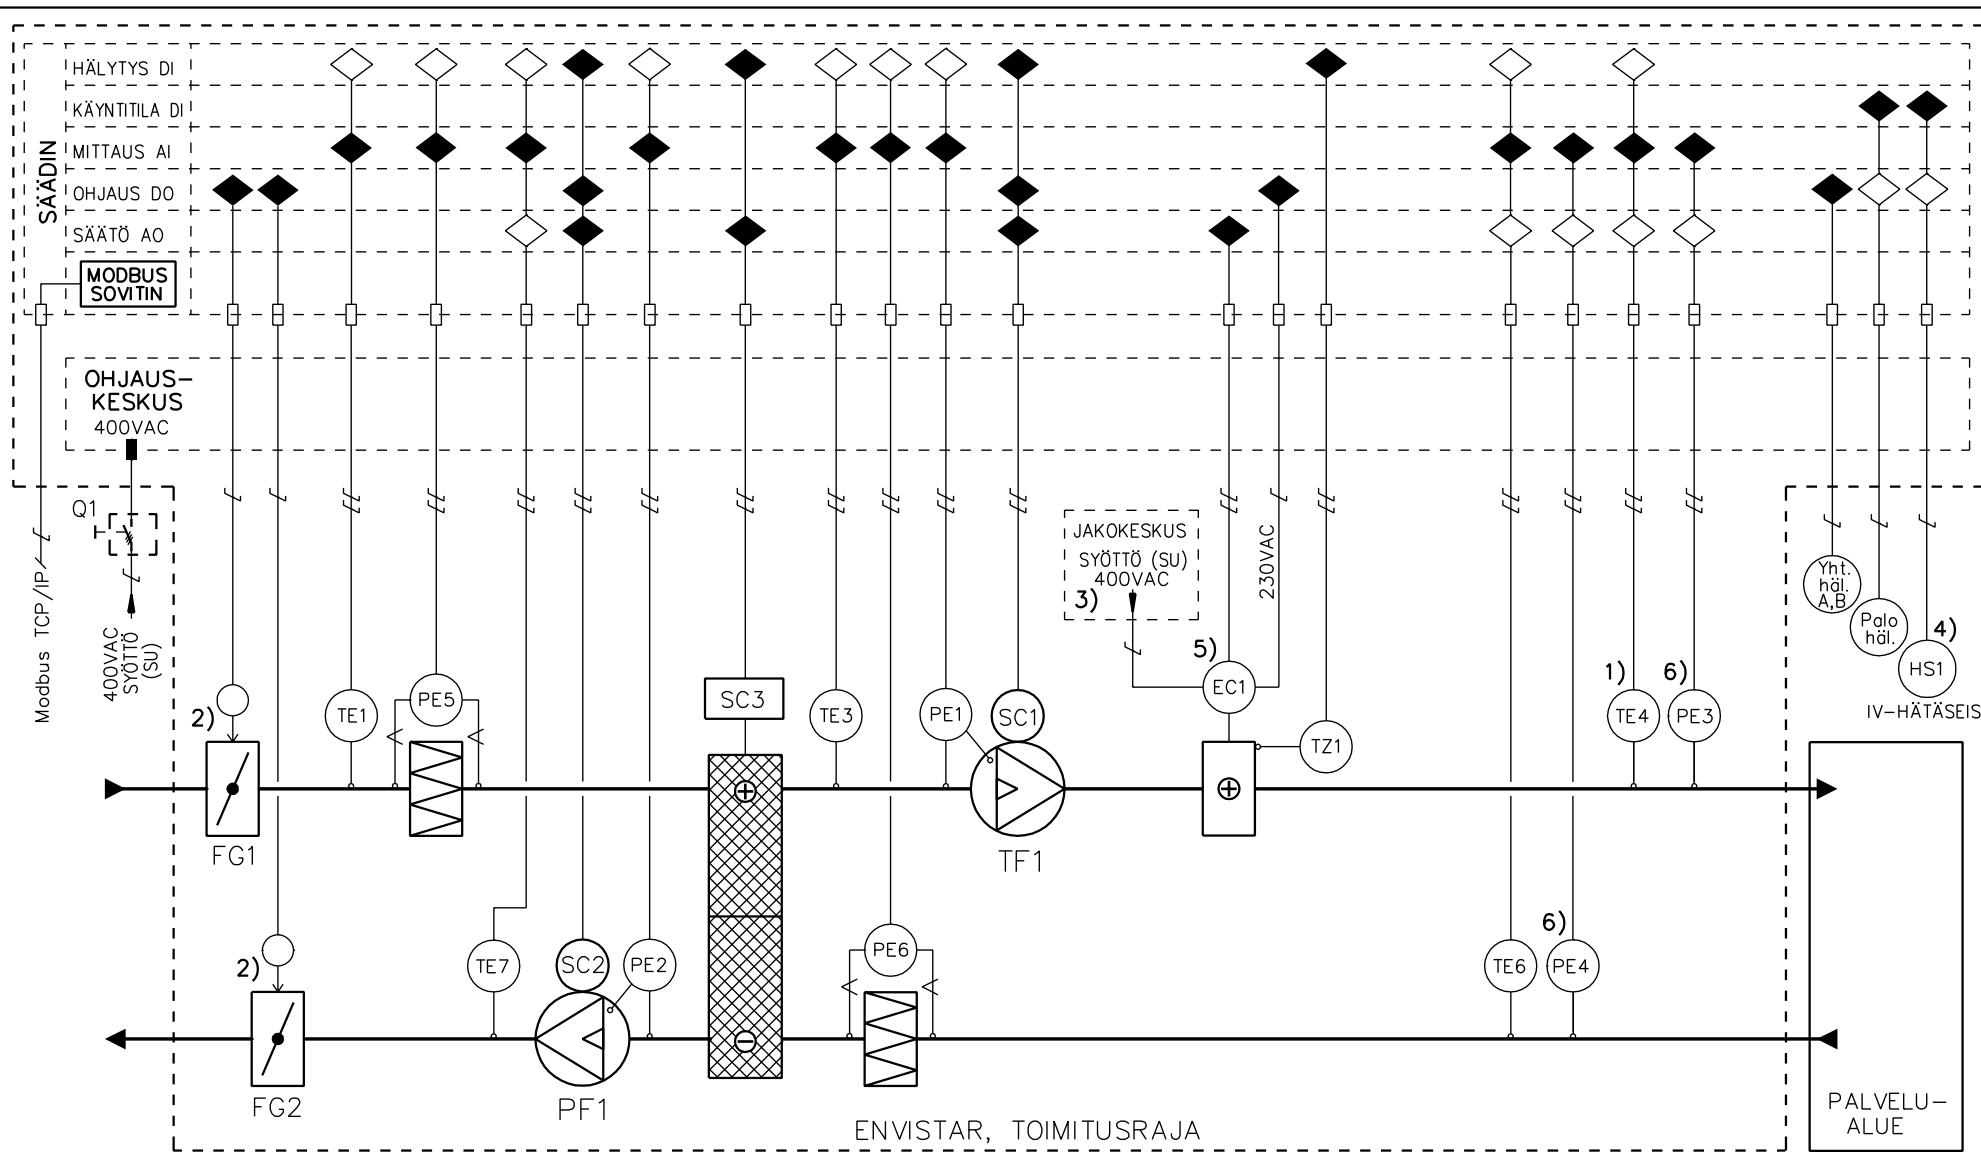 SÄÄDIN
HÄLYTYS DI
KÄYNTITILA DI
MITTAUS AI
OHJAUS DO
SÄÄTÖ AO
MODBUS
SOVITIN
OHJAUS-
KESKUS
400VAC
Q1
Modbus TCP/IP
400VAC
SYÖTTÖ
(SU)
JAKOKESKUS
SYÖTTÖ (SU)
400VAC
3)
230VAC
Yht.
häl.
A,B
Palo
häl.
4)
HS1
IV-HÄTÄSEIS
2)
TE1
PE5
SC3
TE3
PE1
SC1
5)
EC1
TZ1
1)
TE4
6)
PE3
FG1
TF1
2)
TE7
SC2
PE2
PE6
TE6
6)
PE4
FG2
PF1
ENVISTAR, TOIMITUSRAJA
PALVELU-
ALUE